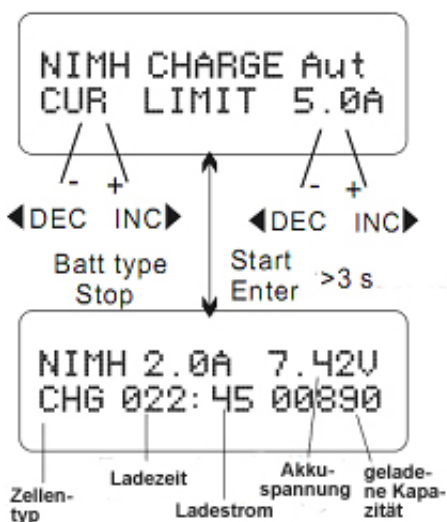 NIMH CHARGE Aut
CUR LIMIT 5.0A
- + - +
◀DEC INC▶ ◀DEC INC▶
Batt type Start
Stop Enter >3 s
NIMH 2.0A 7.42V
CHG 022:45 00890
Zellen-
typ
Ladezeit
Ladestrom
Akku-
spannung
gelade-
ne Kapa-
zität